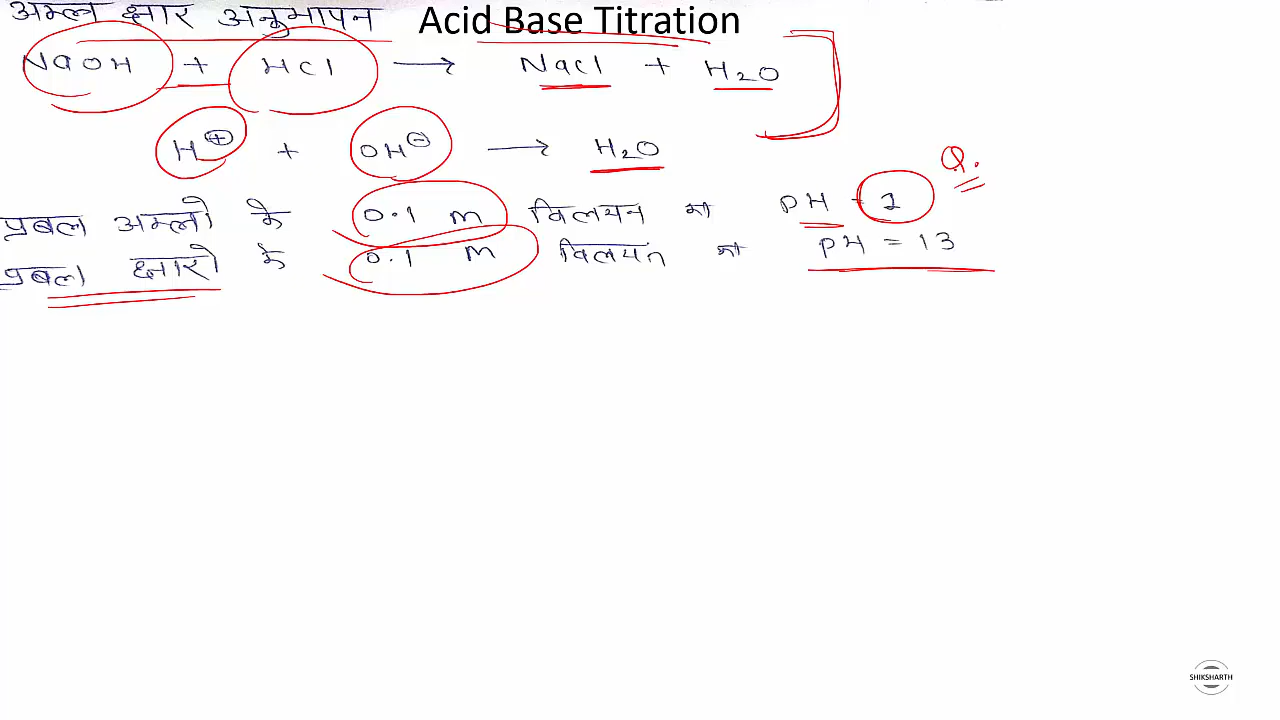 अम्ल क्षार अनुमापन Acid Base Titration
NaOH + HCl ⟶ NaCl + H₂O
H⁺ + OH⁻ ⟶ H₂O
प्रबल अम्लो के 0.1 M विलयन का PH - 1
प्रबल क्षारो के 0.1 M विलयन का PH = 13
Q.
SHIKSHARTH